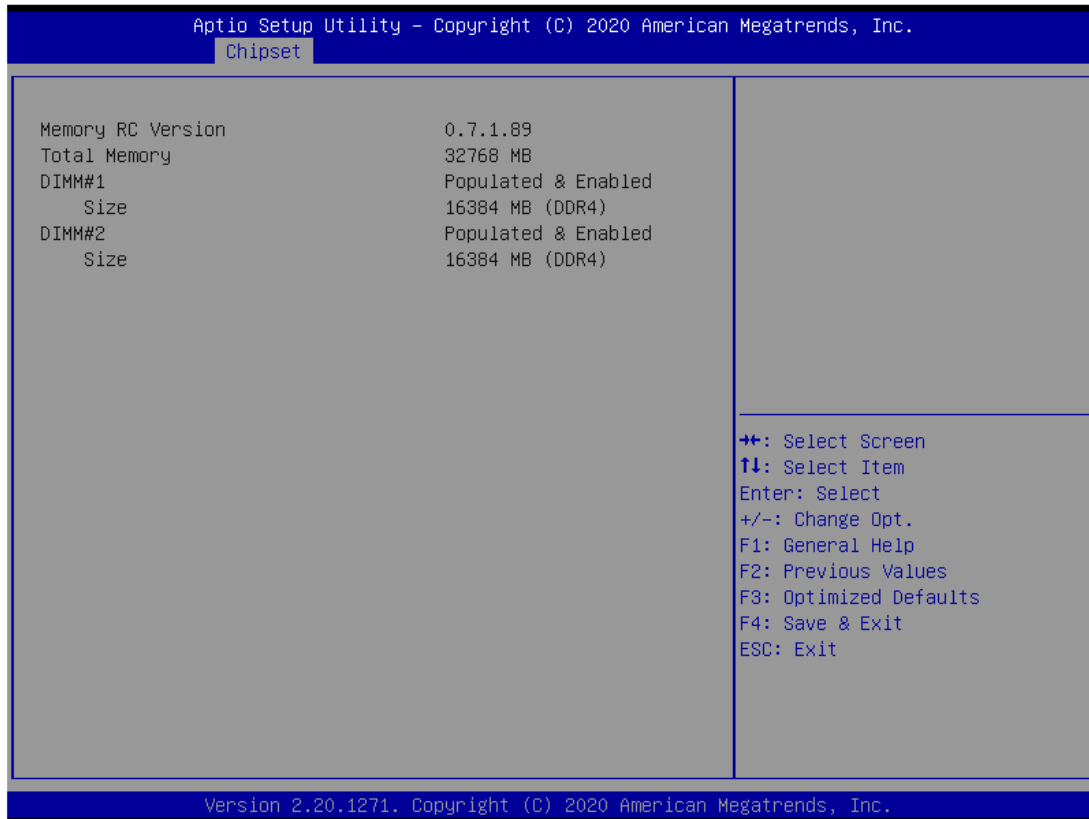 Aptio Setup Utility – Copyright (C) 2020 American Megatrends, Inc.
Chipset
Memory RC Version 0.7.1.89
Total Memory 32768 MB
DIMM#1 Populated & Enabled
Size 16384 MB (DDR4)
DIMM#2 Populated & Enabled
Size 16384 MB (DDR4)
→←: Select Screen
↑↓: Select Item
Enter: Select
+/-: Change Opt.
F1: General Help
F2: Previous Values
F3: Optimized Defaults
F4: Save & Exit
ESC: Exit
Version 2.20.1271. Copyright (C) 2020 American Megatrends, Inc.